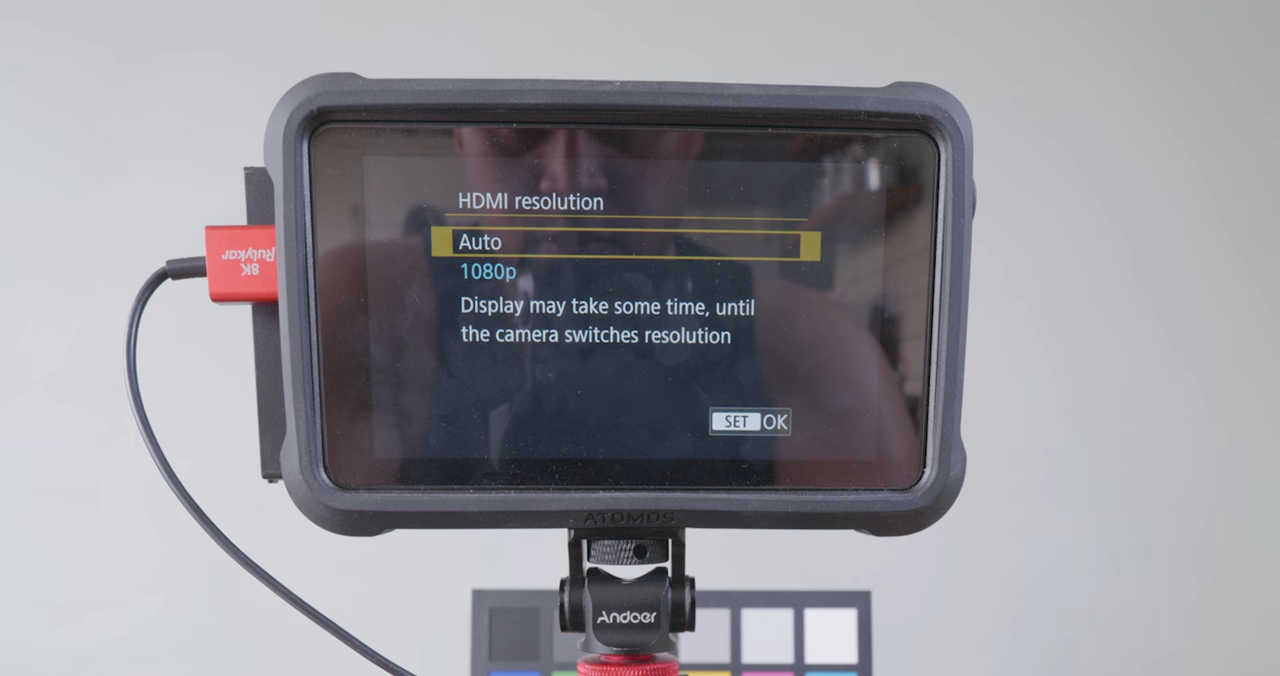 HDMI resolution
Auto
1080p
Display may take some time, until
the camera switches resolution
SET OK
Rutykar
8K
ATOMOS
Andoer